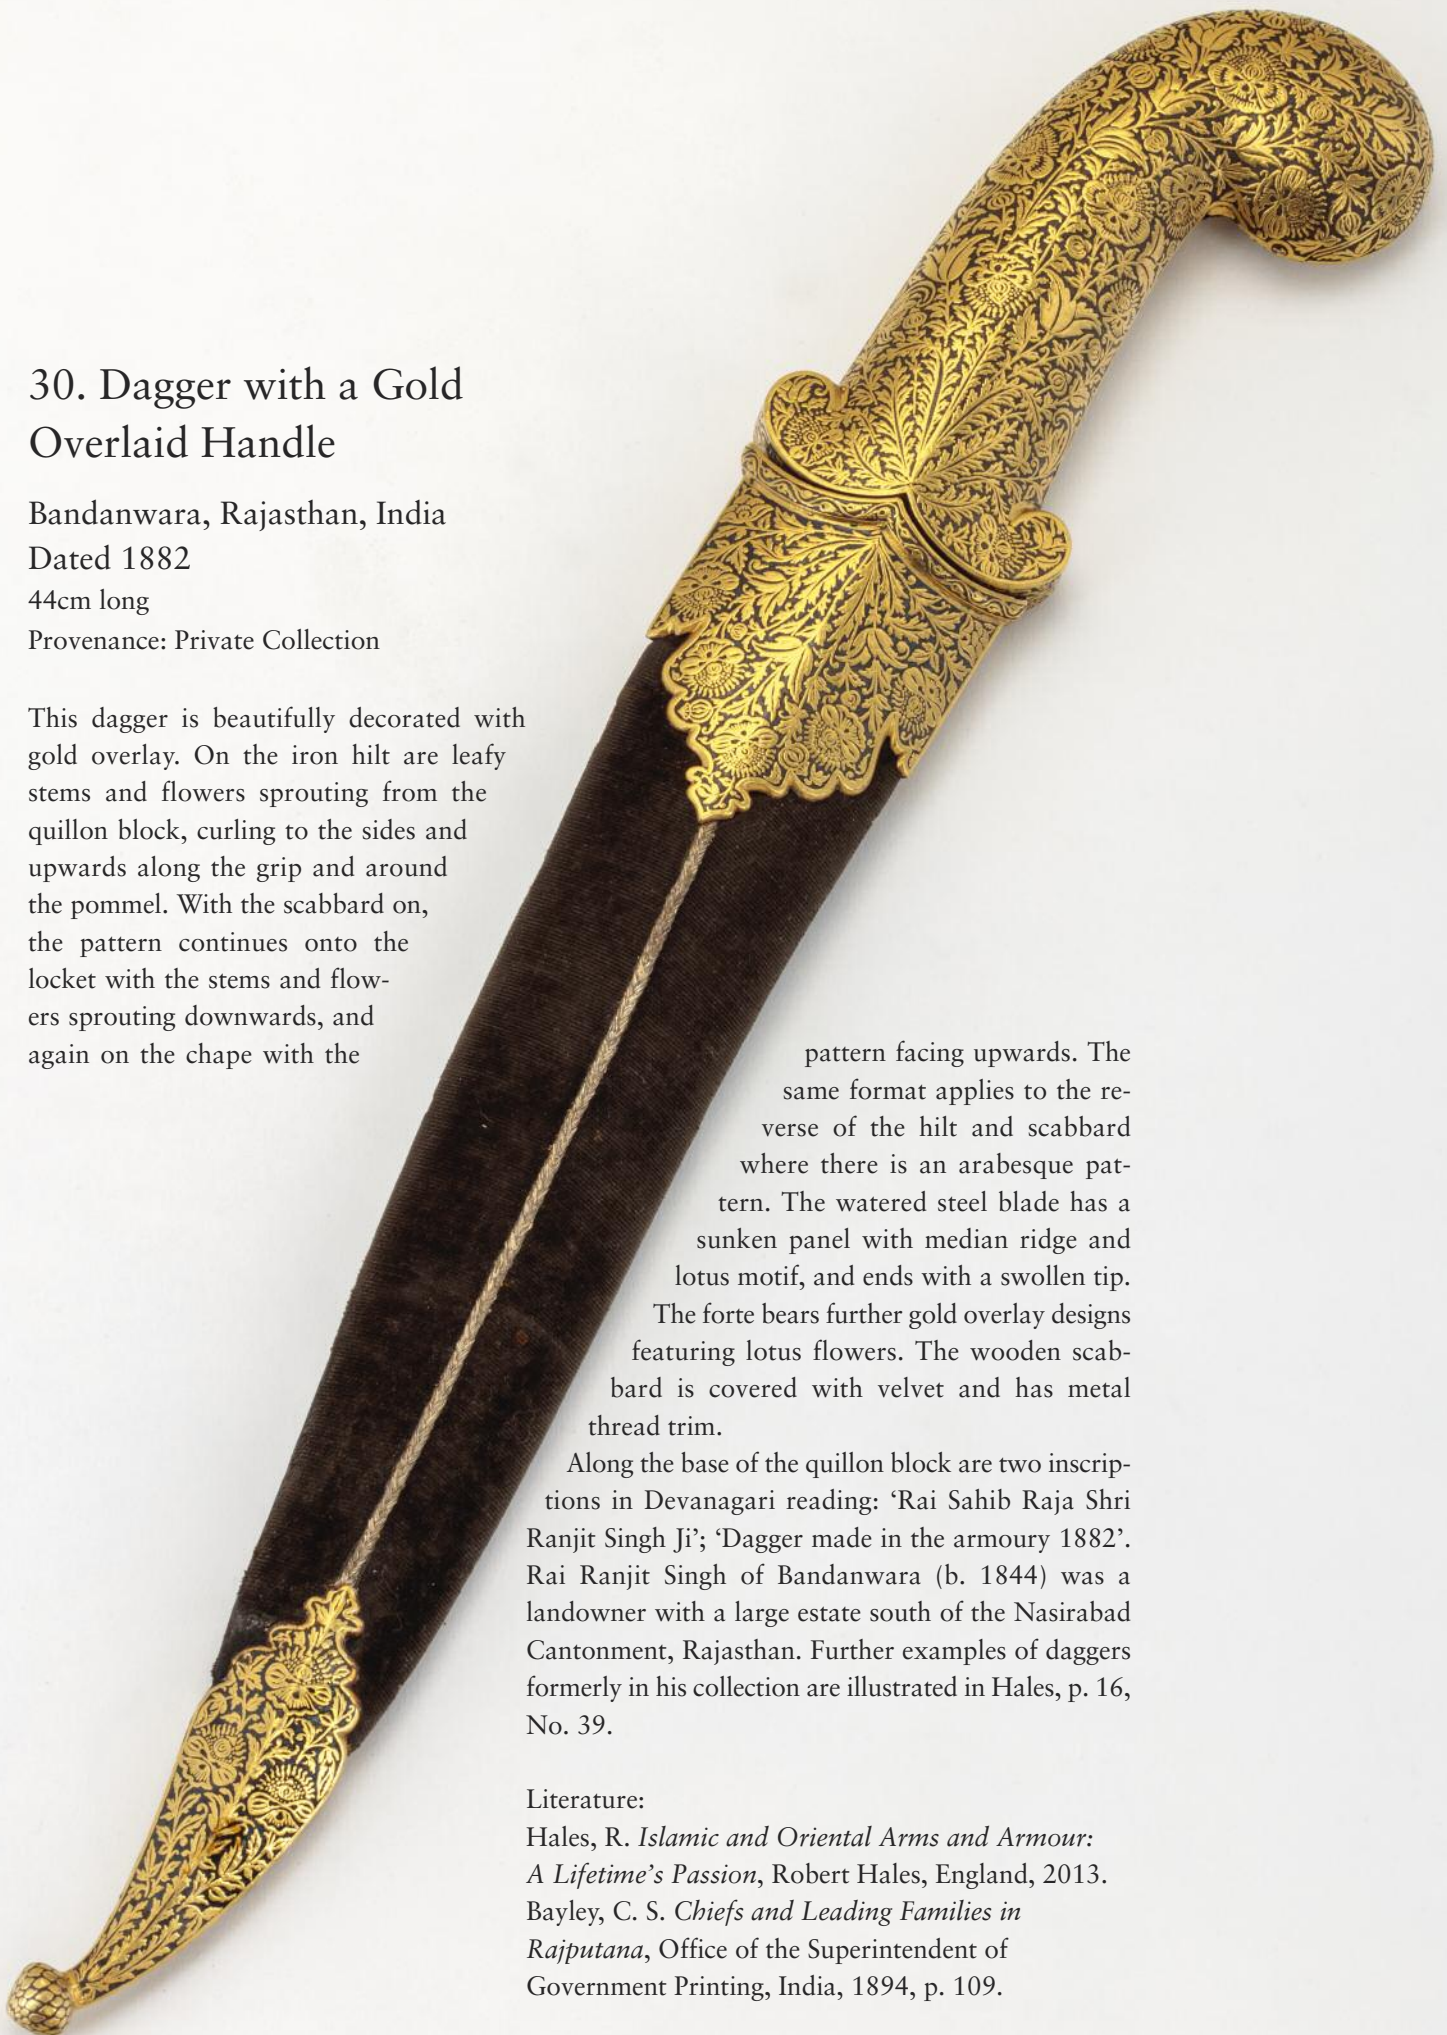 30. Dagger with a Gold
Overlaid Handle
Bandanwara, Rajasthan, India
Dated 1882
44cm long
Provenance: Private Collection
This dagger is beautifully decorated with
gold overlay. On the iron hilt are leafy
stems and flowers sprouting from the
quillon block, curling to the sides and
upwards along the grip and around
the pommel. With the scabbard on,
the pattern continues onto the
locket with the stems and flow-
ers sprouting downwards, and
again on the chape with the
pattern facing upwards. The
same format applies to the re-
verse of the hilt and scabbard
where there is an arabesque pat-
tern. The watered steel blade has a
sunken panel with median ridge and
lotus motif, and ends with a swollen tip.
The forte bears further gold overlay designs
featuring lotus flowers. The wooden scab-
bard is covered with velvet and has metal
thread trim.
Along the base of the quillon block are two inscrip-
tions in Devanagari reading: ‘Rai Sahib Raja Shri
Ranjit Singh Ji’; ‘Dagger made in the armoury 1882’.
Rai Ranjit Singh of Bandanwara (b. 1844) was a
landowner with a large estate south of the Nasirabad
Cantonment, Rajasthan. Further examples of daggers
formerly in his collection are illustrated in Hales, p. 16,
No. 39.
Literature:
Hales, R. Islamic and Oriental Arms and Armour:
A Lifetime’s Passion, Robert Hales, England, 2013.
Bayley, C. S. Chiefs and Leading Families in
Rajputana, Office of the Superintendent of
Government Printing, India, 1894, p. 109.